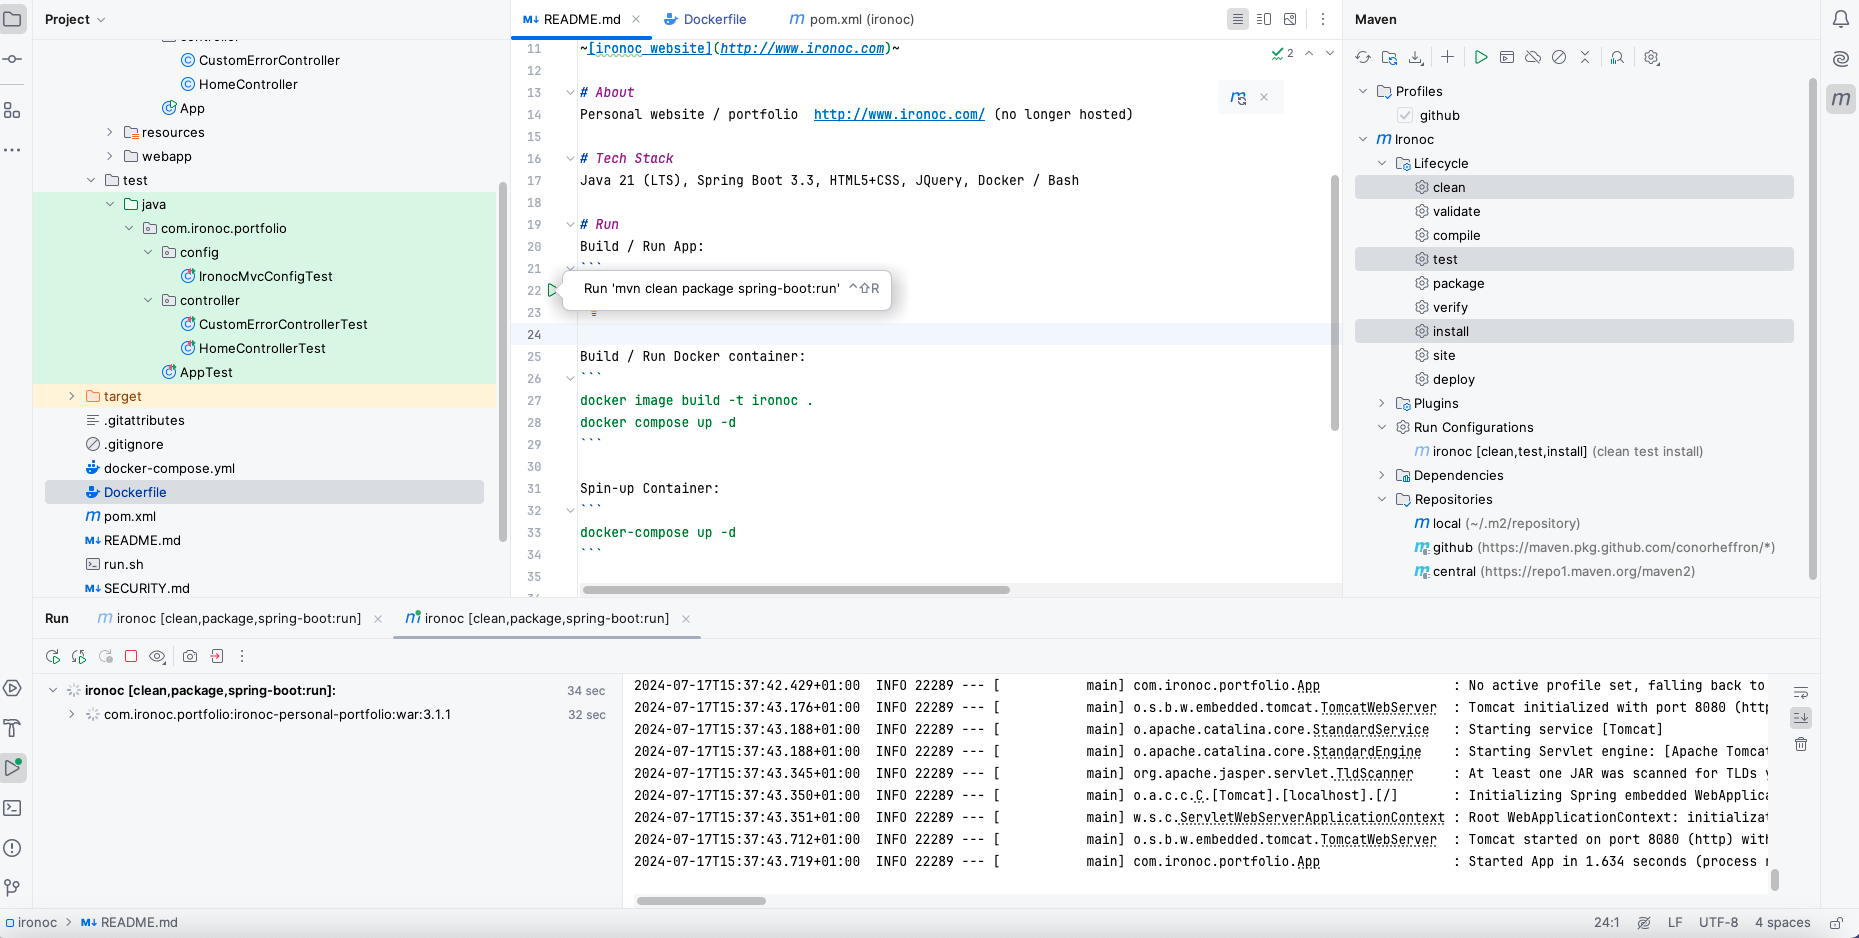 Project
controller
CustomErrorController
HomeController
App
resources
webapp
test
java
com.ironoc.portfolio
config
IronocMvcConfigTest
controller
CustomErrorControllerTest
HomeControllerTest
AppTest
target
.gitattributes
.gitignore
docker-compose.yml
Dockerfile
pom.xml
README.md
run.sh
SECURITY.md
README.md
Dockerfile
pom.xml (ironoc)
2
11 ~[ironoc website](http://www.ironoc.com)~
12
13 # About
14 Personal website / portfolio  http://www.ironoc.com/ (no longer hosted)
15
16 # Tech Stack
17 Java 21 (LTS), Spring Boot 3.3, HTML5+CSS, JQuery, Docker / Bash
18
19 # Run
20 Build / Run App:
21 ```
22
Run 'mvn clean package spring-boot:run' ^⇧R
23
24
25 Build / Run Docker container:
26 ```
27 docker image build -t ironoc .
28 docker compose up -d
29 ```
30
31 Spin-up Container:
32 ```
33 docker-compose up -d
34 ```
35
Maven
Profiles
github
Ironoc
Lifecycle
clean
validate
compile
test
package
verify
install
site
deploy
Plugins
Run Configurations
ironoc [clean,test,install] (clean test install)
Dependencies
Repositories
local (~/.m2/repository)
github (https://maven.pkg.github.com/conorheffron/*)
central (https://repo1.maven.org/maven2)
Run
ironoc [clean,package,spring-boot:run]
ironoc [clean,package,spring-boot:run]
ironoc [clean,package,spring-boot:run]: 34 sec
com.ironoc.portfolio:ironoc-personal-portfolio:war:3.1.1 32 sec
2024-07-17T15:37:42.429+01:00  INFO 22289 --- [           main] com.ironoc.portfolio.App                 : No active profile set, falling back to
2024-07-17T15:37:43.176+01:00  INFO 22289 --- [           main] o.s.b.w.embedded.tomcat.TomcatWebServer  : Tomcat initialized with port 8080 (http
2024-07-17T15:37:43.188+01:00  INFO 22289 --- [           main] o.apache.catalina.core.StandardService   : Starting service [Tomcat]
2024-07-17T15:37:43.188+01:00  INFO 22289 --- [           main] o.apache.catalina.core.StandardEngine    : Starting Servlet engine: [Apache Tomcat
2024-07-17T15:37:43.345+01:00  INFO 22289 --- [           main] org.apache.jasper.servlet.TldScanner     : At least one JAR was scanned for TLDs
2024-07-17T15:37:43.350+01:00  INFO 22289 --- [           main] o.a.c.c.C.[Tomcat].[localhost].[/]       : Initializing Spring embedded WebApplica
2024-07-17T15:37:43.351+01:00  INFO 22289 --- [           main] w.s.c.ServletWebServerApplicationContext : Root WebApplicationContext: initializat
2024-07-17T15:37:43.712+01:00  INFO 22289 --- [           main] o.s.b.w.embedded.tomcat.TomcatWebServer  : Tomcat started on port 8080 (http) with
2024-07-17T15:37:43.719+01:00  INFO 22289 --- [           main] com.ironoc.portfolio.App                 : Started App in 1.634 seconds (process
ironoc > README.md
24:1 LF UTF-8 4 spaces